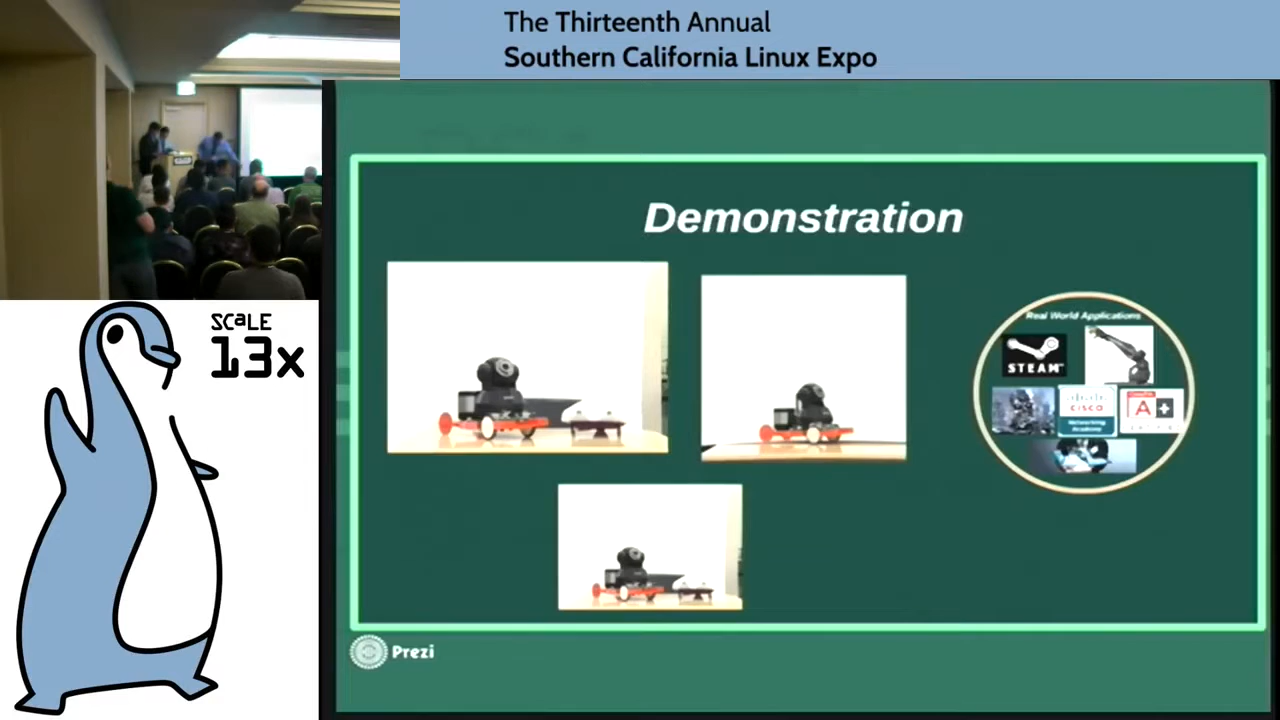 The Thirteenth Annual
Southern California Linux Expo
SCaLE
13x
Demonstration
Real World Applications
STEAM
CISCO
Networking
Academy
A+
Prezi